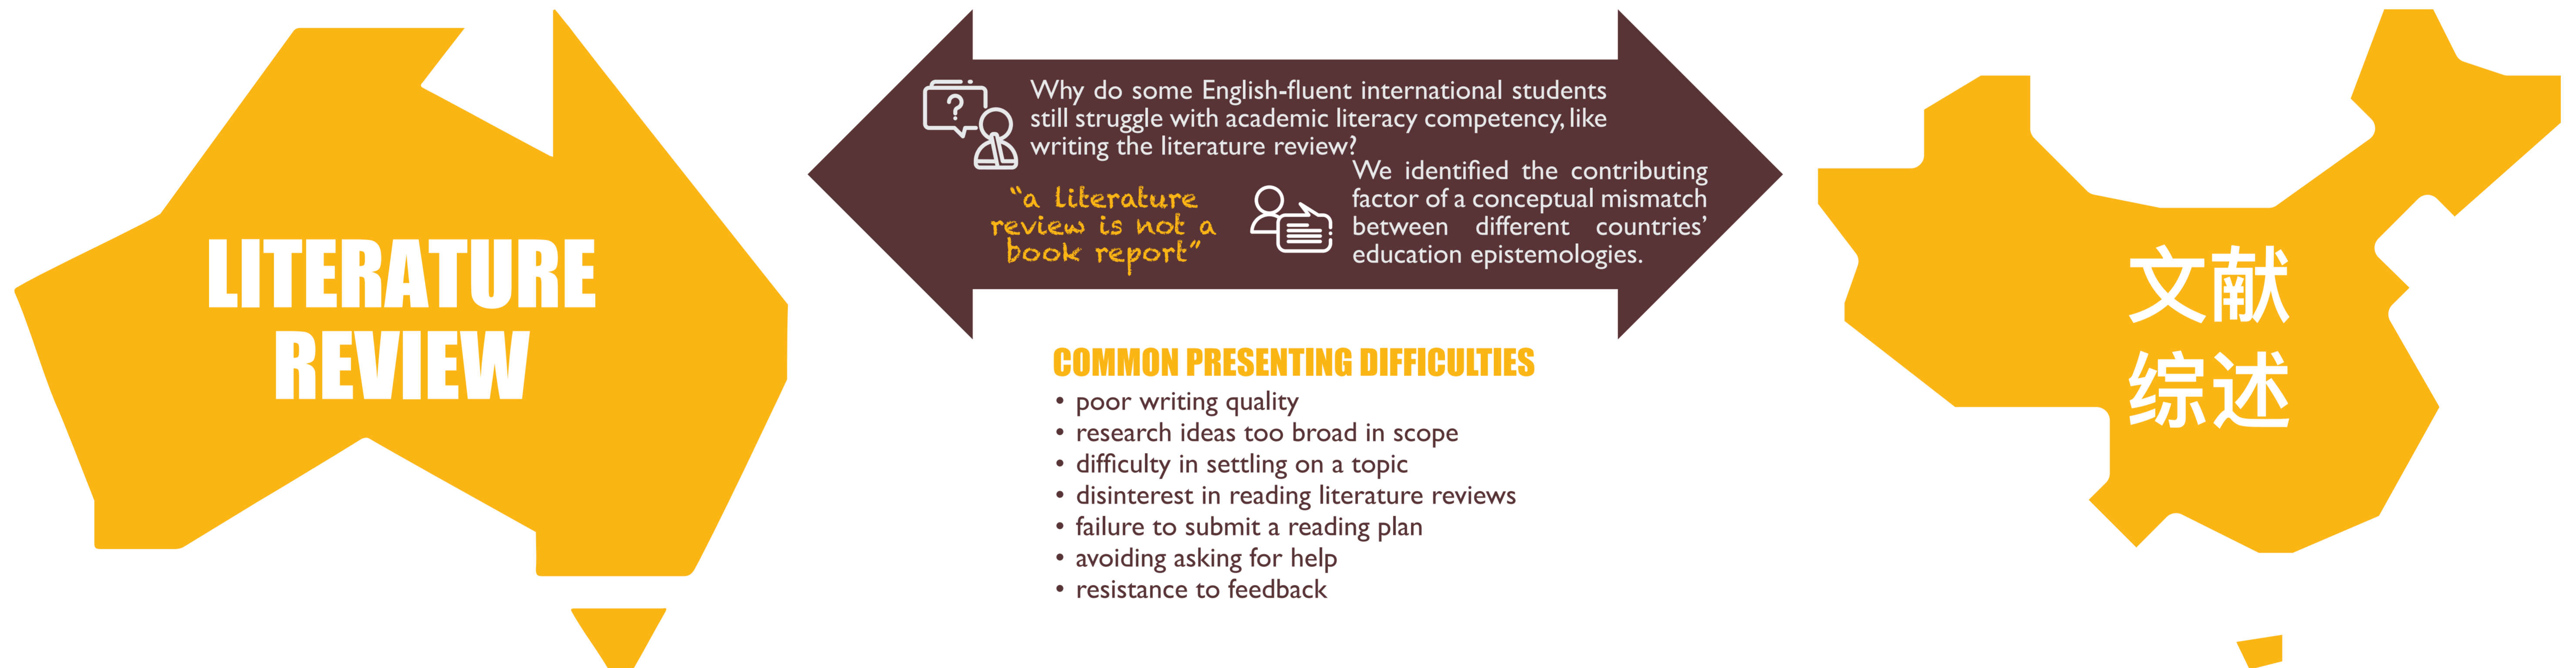 LITERATURE
REVIEW
?
Why do some English-fluent international students
still struggle with academic literacy competency, like
writing the literature review?
"a literature
review is not a
book report"
We identified the contributing
factor of a conceptual mismatch
between different countries'
education epistemologies.
COMMON PRESENTING DIFFICULTIES
• poor writing quality
• research ideas too broad in scope
• difficulty in settling on a topic
• disinterest in reading literature reviews
• failure to submit a reading plan
• avoiding asking for help
• resistance to feedback
文献
综述